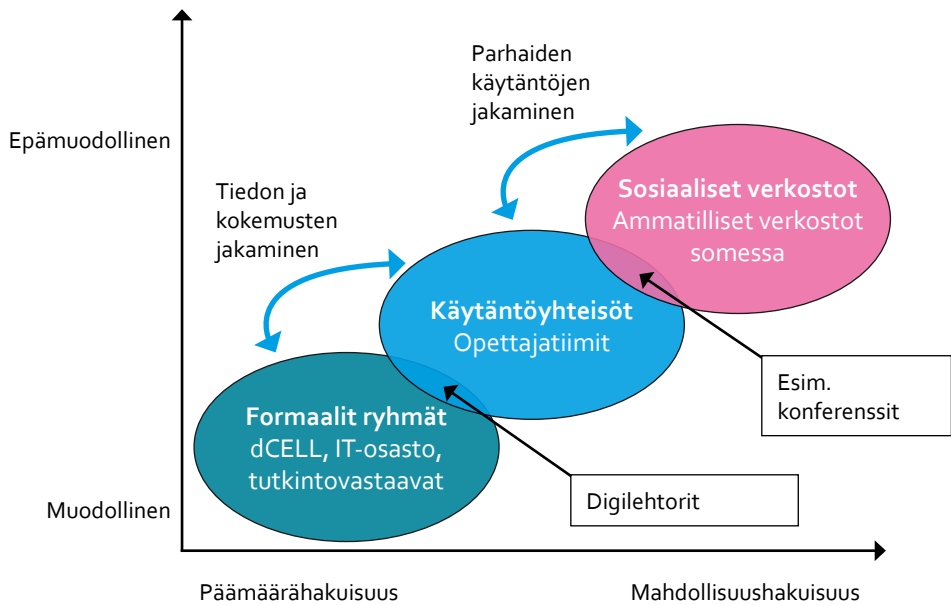 Parhaiden
käytäntöjen
jakaminen
Epämuodollinen
Sosiaaliset verkostot
Ammatilliset verkostot
somessa
Tiedon ja
kokemusten
jakaminen
Käytäntöyhteisöt
Opettajatiimit
Esim.
konferenssit
Formaalit ryhmät
dCELL, IT-osasto,
tutkintovastaavat
Digilehtorit
Muodollinen
Päämäärähakuisuus
Mahdollisuushakuisuus